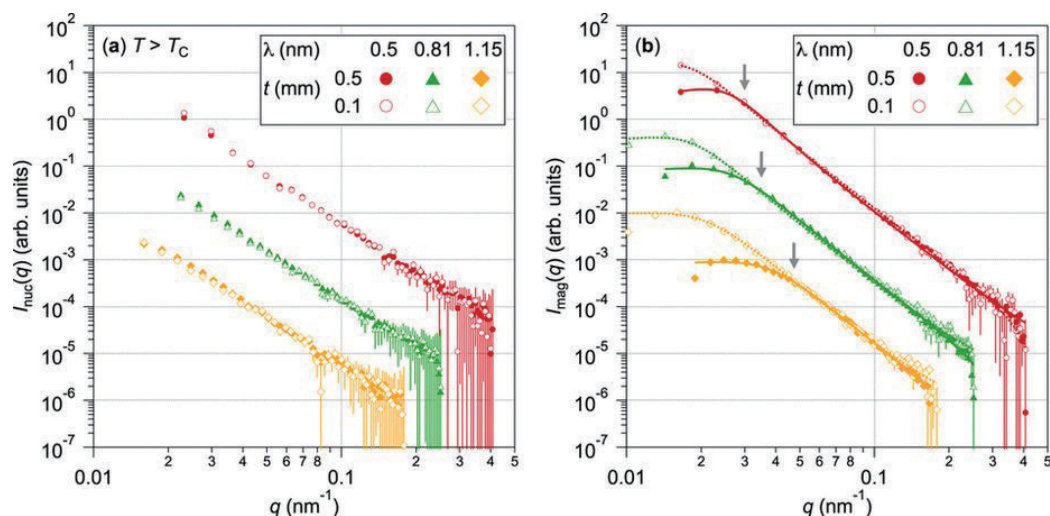 (a) T > T_C
λ (nm) 0.5 0.81 1.15
t (mm) 0.5
0.1
I_nuc(q) (arb. units)
10^2
10^1
10^0
10^-1
10^-2
10^-3
10^-4
10^-5
10^-6
10^-7
0.01 2 3 4 5 6 7 8 0.1 2 3 4 5
q (nm^-1)
(b)
λ (nm) 0.5 0.81 1.15
t (mm) 0.5
0.1
I_mag(q) (arb. units)
10^2
10^1
10^0
10^-1
10^-2
10^-3
10^-4
10^-5
10^-6
10^-7
0.01 2 3 4 5 6 7 8 0.1 2 3 4 5
q (nm^-1)